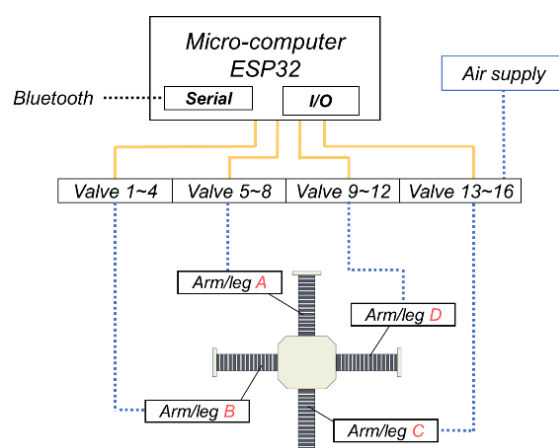 Micro-computer
ESP32
Air supply
Bluetooth
Serial
I/O
Valve 1~4
Valve 5~8
Valve 9~12
Valve 13~16
Arm/leg A
Arm/leg D
Arm/leg B
Arm/leg C